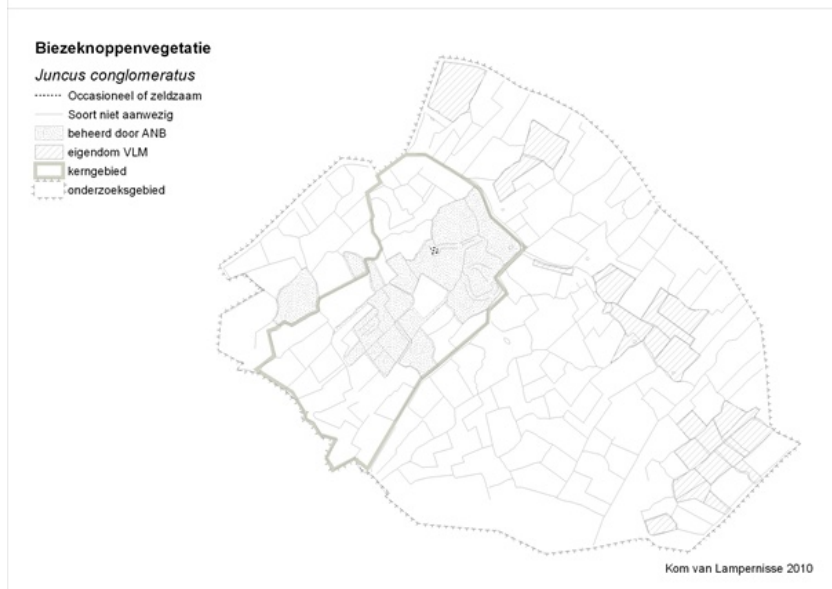 Biezeknoppenvegetatie
Juncus conglomeratus
Occasioneel of zeldzaam
Soort niet aanwezig
beheerd door ANB
eigendom VLM
kerngebied
onderzoeksgebied
Kom van Lampernisse 2010